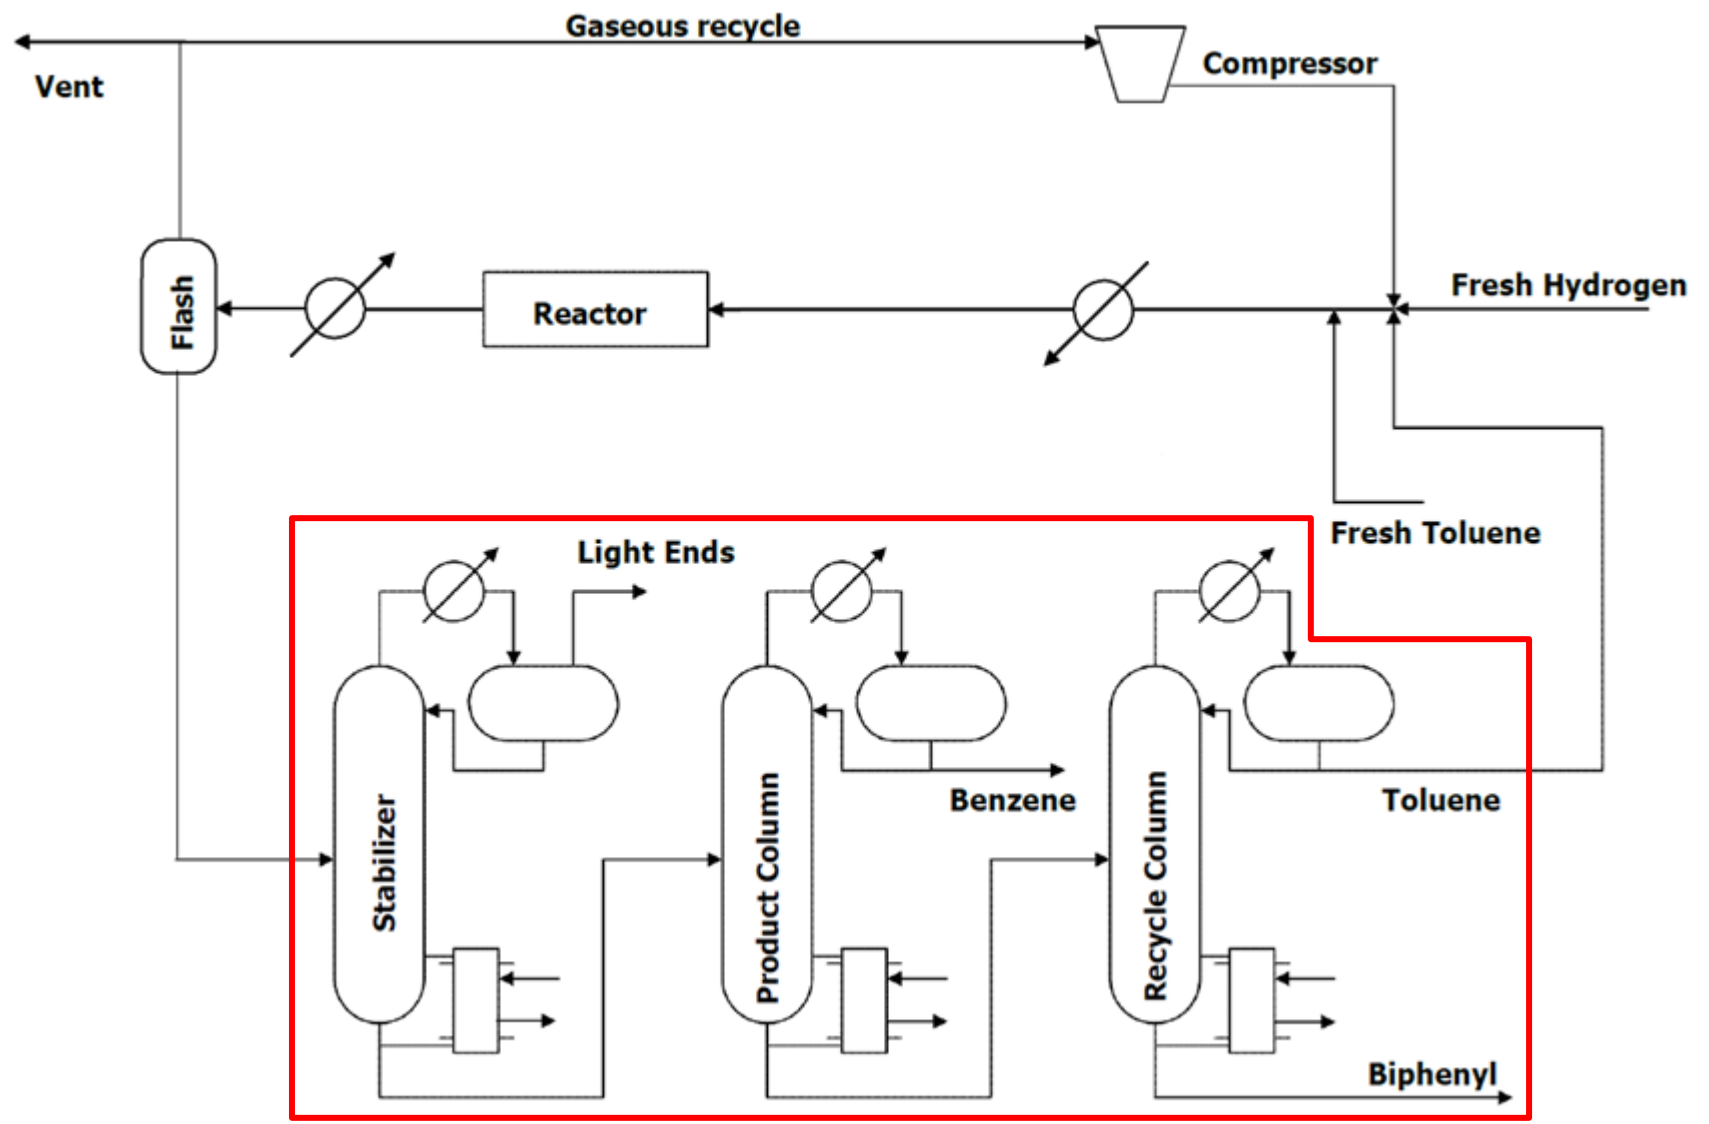 Gaseous recycle
Vent
Compressor
Fresh Hydrogen
Flash
Reactor
Fresh Toluene
Light Ends
Benzene
Toluene
Stabilizer
Product Column
Recycle Column
Biphenyl